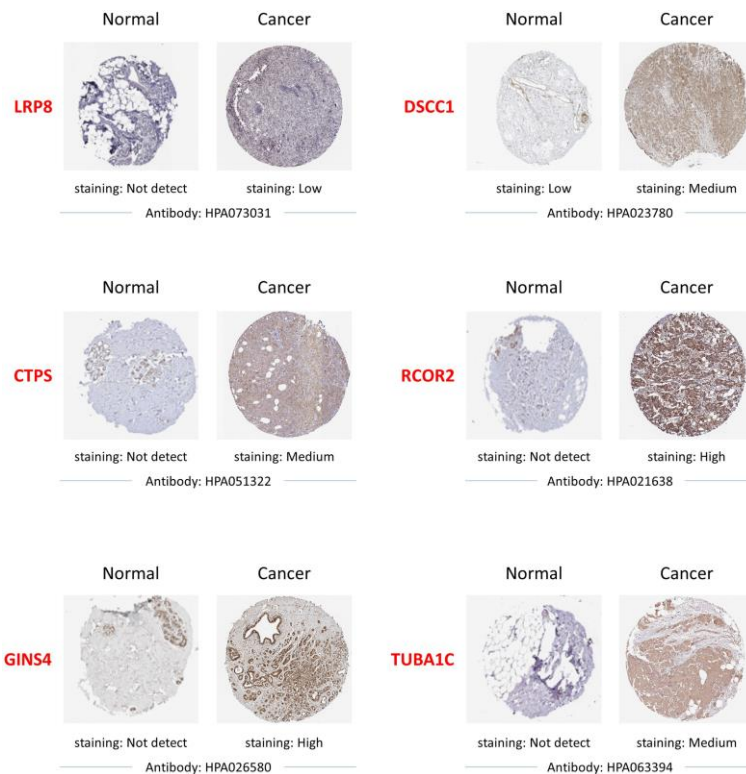 Normal Cancer
LRP8
staining: Not detect staining: Low
Antibody: HPA073031
Normal Cancer
DSCC1
staining: Low staining: Medium
Antibody: HPA023780
Normal Cancer
CTPS
staining: Not detect staining: Medium
Antibody: HPA051322
Normal Cancer
RCOR2
staining: Not detect staining: High
Antibody: HPA021638
Normal Cancer
GINS4
staining: Not detect staining: High
Antibody: HPA026580
Normal Cancer
TUBA1C
staining: Not detect staining: Medium
Antibody: HPA063394